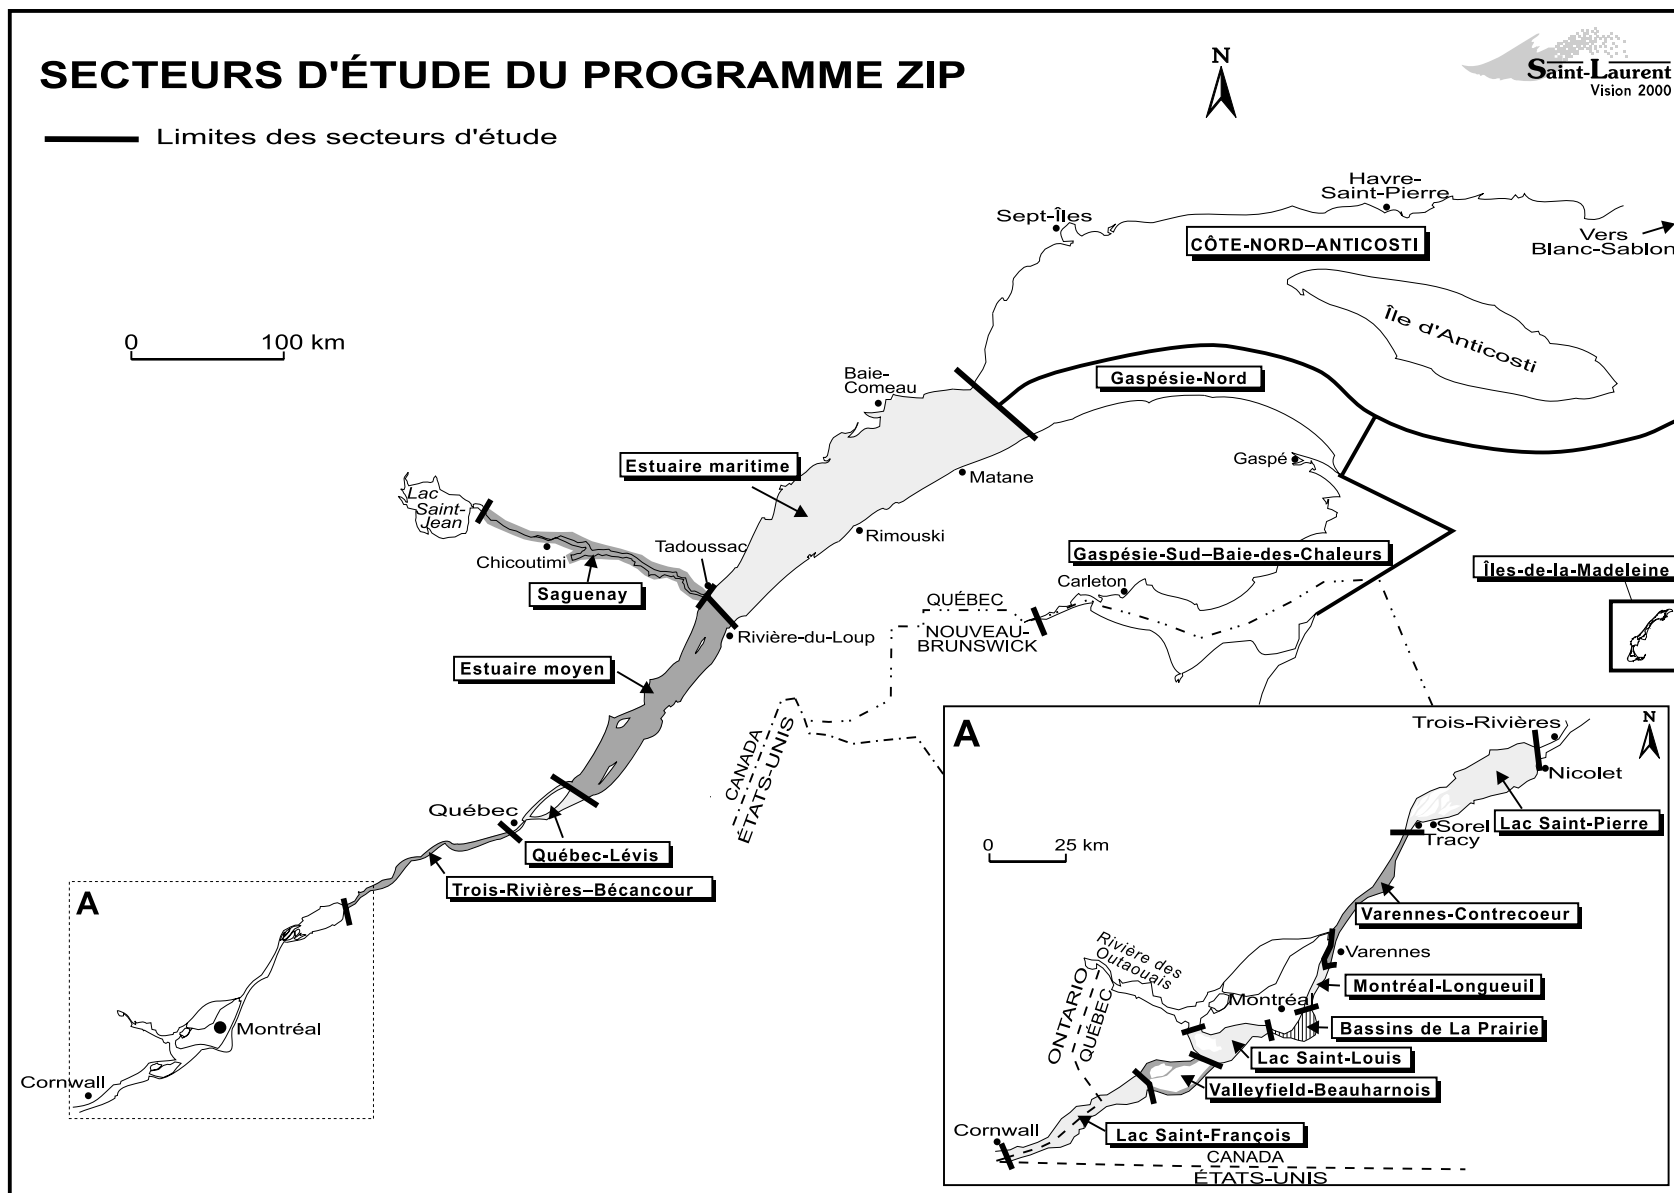 SECTEURS D'ÉTUDE DU PROGRAMME ZIP
Limites des secteurs d'étude
N
Saint-Laurent
Vision 2000
0 100 km
Havre-
Saint-Pierre
Sept-Îles
CÔTE-NORD–ANTICOSTI
Vers
Blanc-Sablon
Île d'Anticosti
Baie-
Comeau
Gaspésie-Nord
Estuaire maritime
Matane
Gaspé
Lac
Saint-
Jean
Rimouski
Chicoutimi
Tadoussac
Saguenay
Gaspésie-Sud–Baie-des-Chaleurs
Carleton
Îles-de-la-Madeleine
QUÉBEC
NOUVEAU-
BRUNSWICK
Rivière-du-Loup
Estuaire moyen
CANADA
ÉTATS-UNIS
Québec
Québec-Lévis
Trois-Rivières–Bécancour
A
Montréal
Cornwall
A
N
Trois-Rivières
Nicolet
0 25 km
Lac Saint-Pierre
Sorel
Tracy
Varennes-Contrecoeur
Varennes
Rivière des
Outaouais
Montréal-Longueuil
Montréal
ONTARIO
QUÉBEC
Bassins de La Prairie
Lac Saint-Louis
Valleyfield-Beauharnois
Cornwall
Lac Saint-François
CANADA
ÉTATS-UNIS